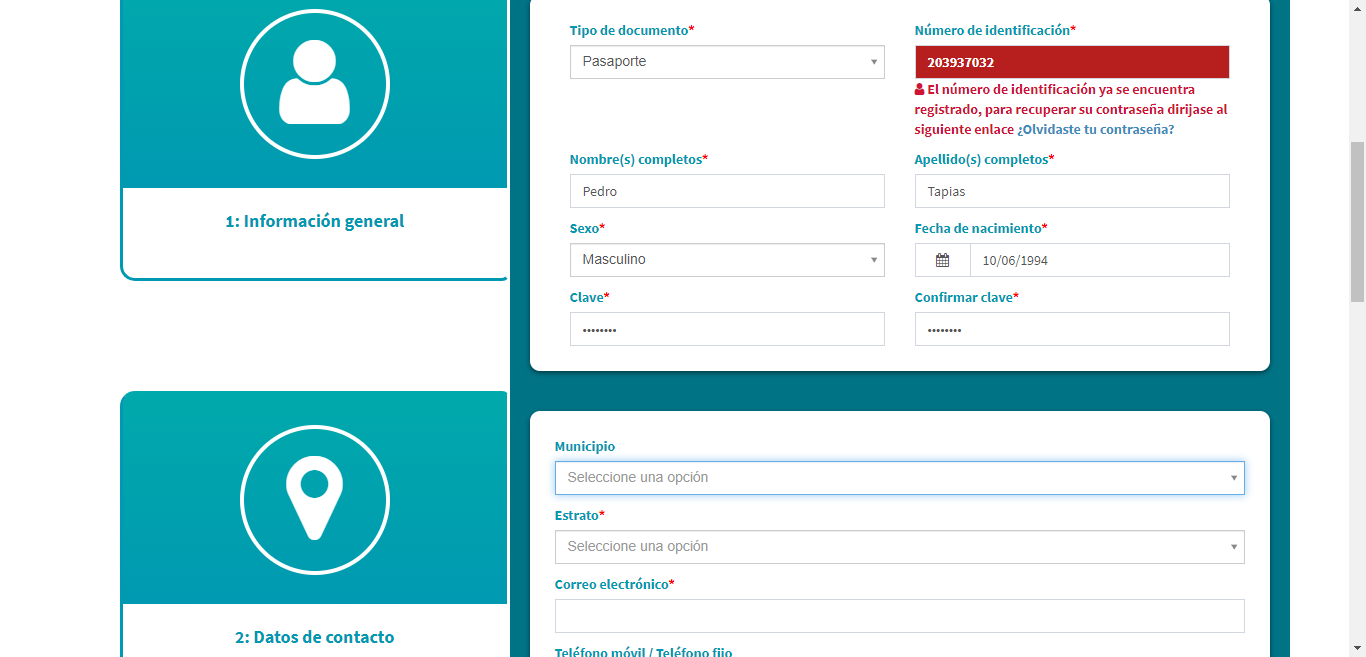 Tipo de documento*
Número de identificación*
Pasaporte
203937032
El número de identificación ya se encuentra
registrado, para recuperar su contraseña dirijase al
siguiente enlace ¿Olvidaste tu contraseña?
Nombre(s) completos*
Apellido(s) completos*
Pedro
Tapias
1: Información general
Sexo*
Fecha de nacimiento*
Masculino
10/06/1994
Clave*
Confirmar clave*
••••••••
••••••••
Municipio
Seleccione una opción
Estrato*
Seleccione una opción
Correo electrónico*
2: Datos de contacto
Teléfono móvil / Teléfono fijo